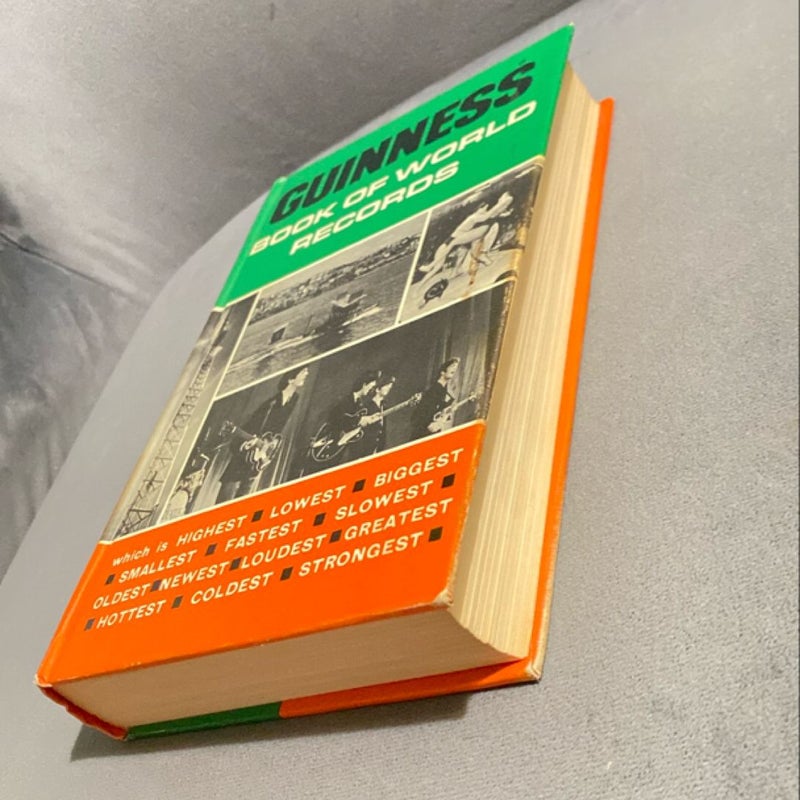 GUINNESS
BOOK OF WORLD
RECORDS
which is HIGHEST ■ LOWEST ■ BIGGEST
■ SMALLEST ■ FASTEST ■ SLOWEST ■
OLDEST ■ NEWEST ■ LOUDEST ■ GREATEST
■ HOTTEST ■ COLDEST ■ STRONGEST ■